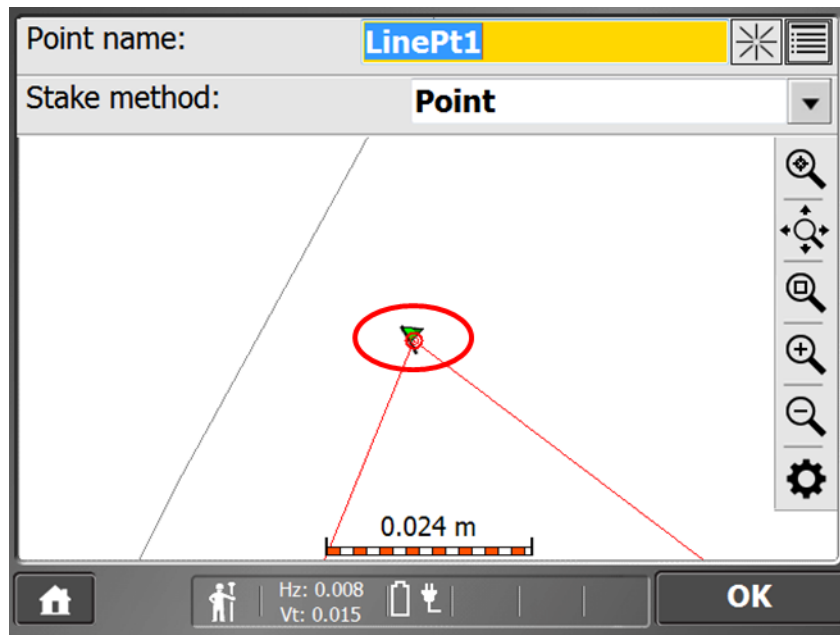 Point name: LinePt1
Stake method: Point
0.024 m
Hz: 0.008
Vt: 0.015
OK